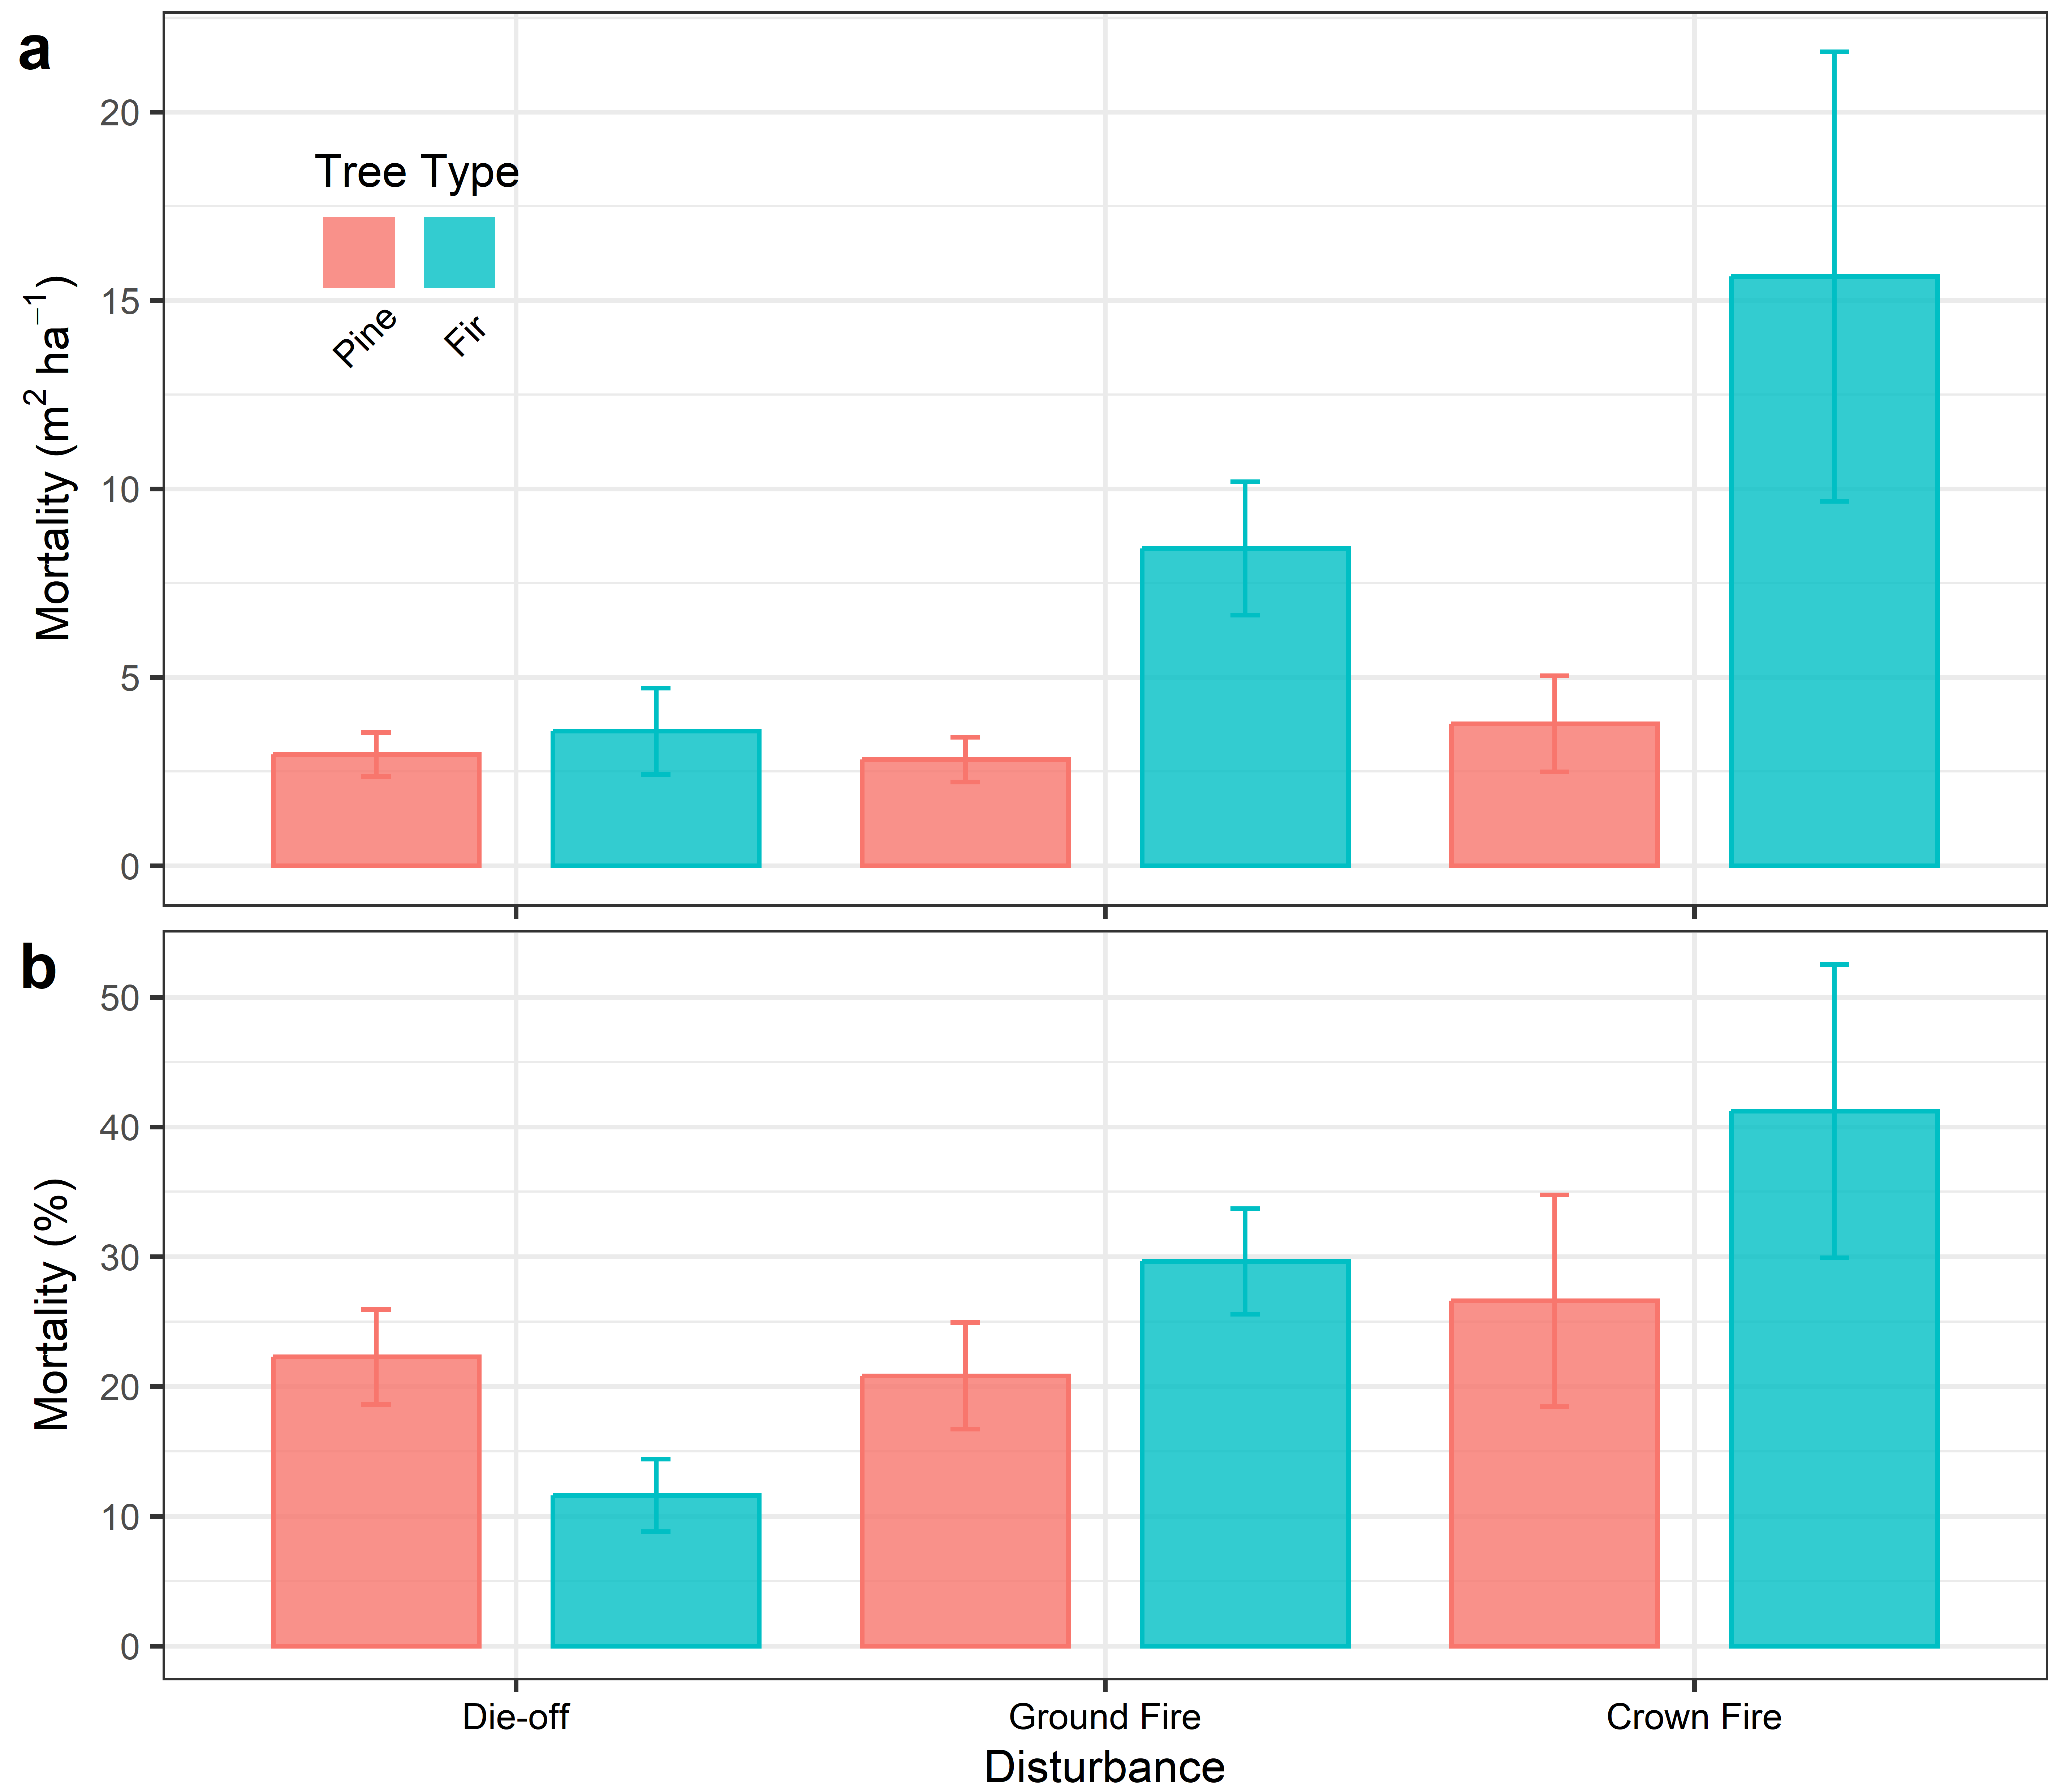 a
20
15
10
5
0
Mortality (m² ha⁻¹)
Tree Type
Pine
Fir
b
50
40
30
20
10
0
Mortality (%)
Die-off
Ground Fire
Crown Fire
Disturbance